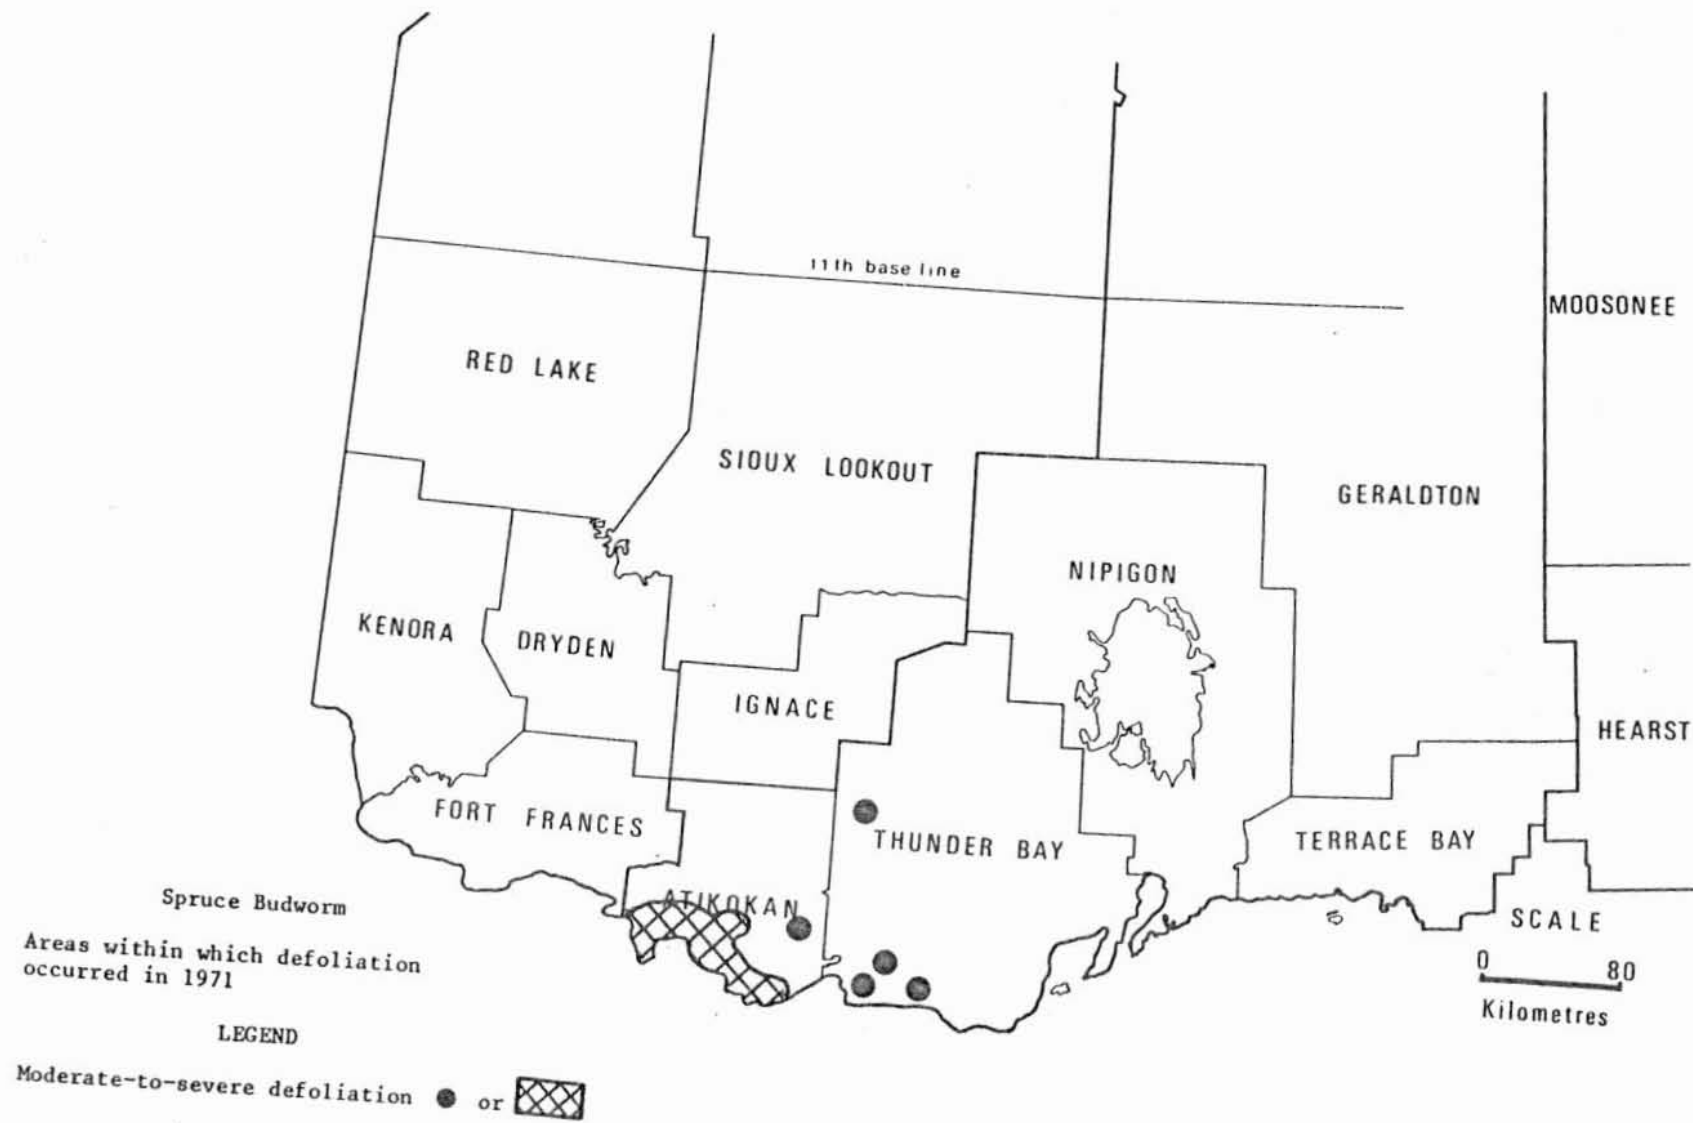 11th base line
MOOSONEE
RED LAKE
SIOUX LOOKOUT
GERALDTON
NIPIGON
KENORA
DRYDEN
IGNACE
HEARST
FORT FRANCES
THUNDER BAY
TERRACE BAY
ATIKOKAN
Spruce Budworm
Areas within which defoliation
occurred in 1971
SCALE
0 80
Kilometres
LEGEND
Moderate-to-severe defoliation or